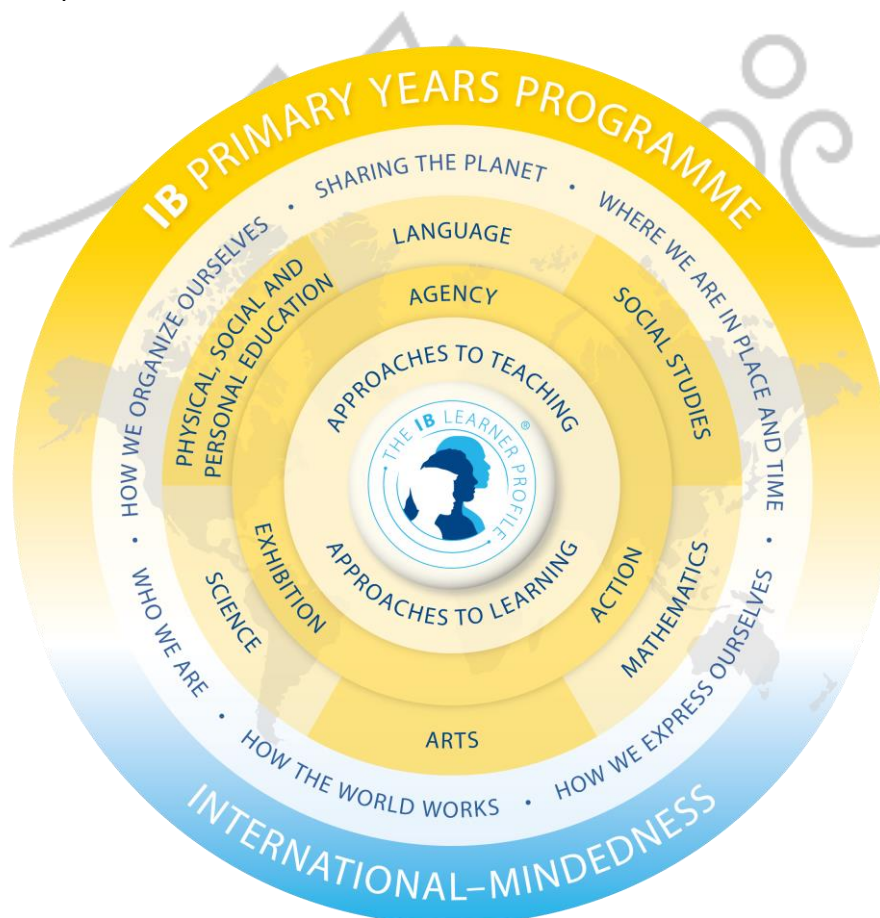 IB PRIMARY YEARS PROGRAMME
SHARING THE PLANET
WHERE WE ARE IN PLACE AND TIME
HOW WE EXPRESS OURSELVES
HOW THE WORLD WORKS
WHO WE ARE
HOW WE ORGANIZE OURSELVES
LANGUAGE
SOCIAL STUDIES
MATHEMATICS
ARTS
SCIENCE
PHYSICAL, SOCIAL AND
PERSONAL EDUCATION
AGENCY
ACTION
EXHIBITION
APPROACHES TO TEACHING
APPROACHES TO LEARNING
THE IB LEARNER PROFILE
®
INTERNATIONAL–MINDEDNESS